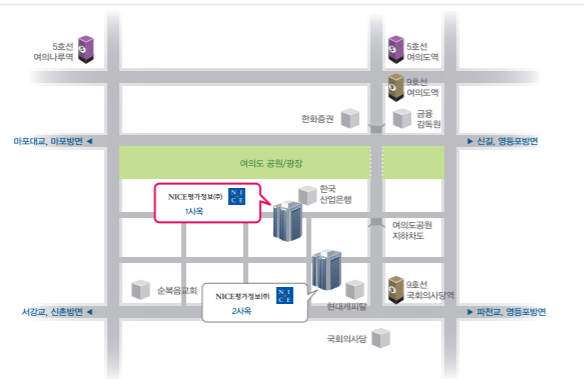 5호선
여의나루역
5호선
여의도역
9호선
여의도역
한화증권
금융
감독원
마포대교, 마포방면 ◀
▶ 신길, 영등포방면
여의도 공원/광장
한국
산업은행
NICE평가정보(주)
NI
CE
1사옥
여의도공원
지하차도
순복음교회
NICE평가정보(주)
NI
CE
2사옥
현대캐피탈
9호선
국회의사당역
서강교, 신촌방면 ◀
▶ 파천교, 영등포방면
국회의사당